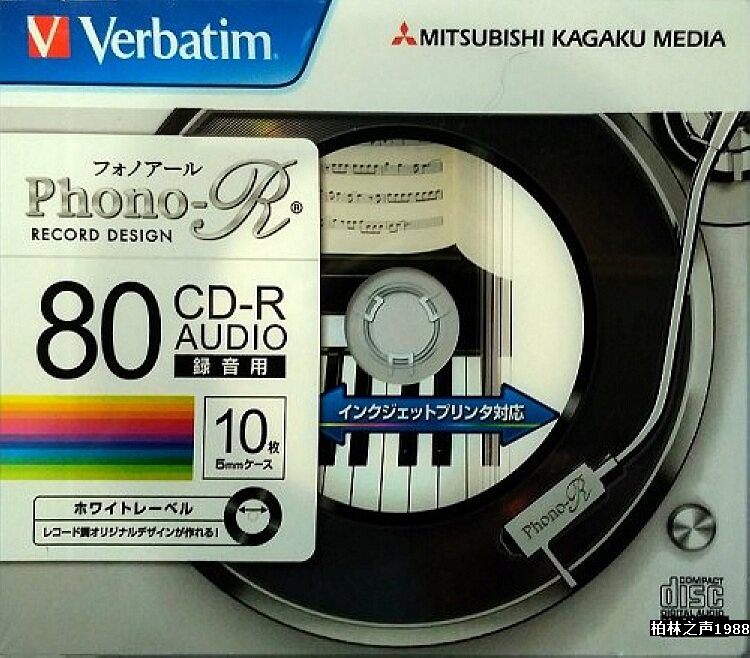 Verbatim
MITSUBISHI KAGAKU MEDIA
フォノアール
Phono-R®
RECORD DESIGN
80
CD-R
AUDIO
録音用
10枚
5mmケース
インクジェットプリンタ対応
ホワイトレーベル
レコード調オリジナルデザインが作れる!
Phono-R
COMPACT
disc
DIGITAL AUDIO
柏林之声1988